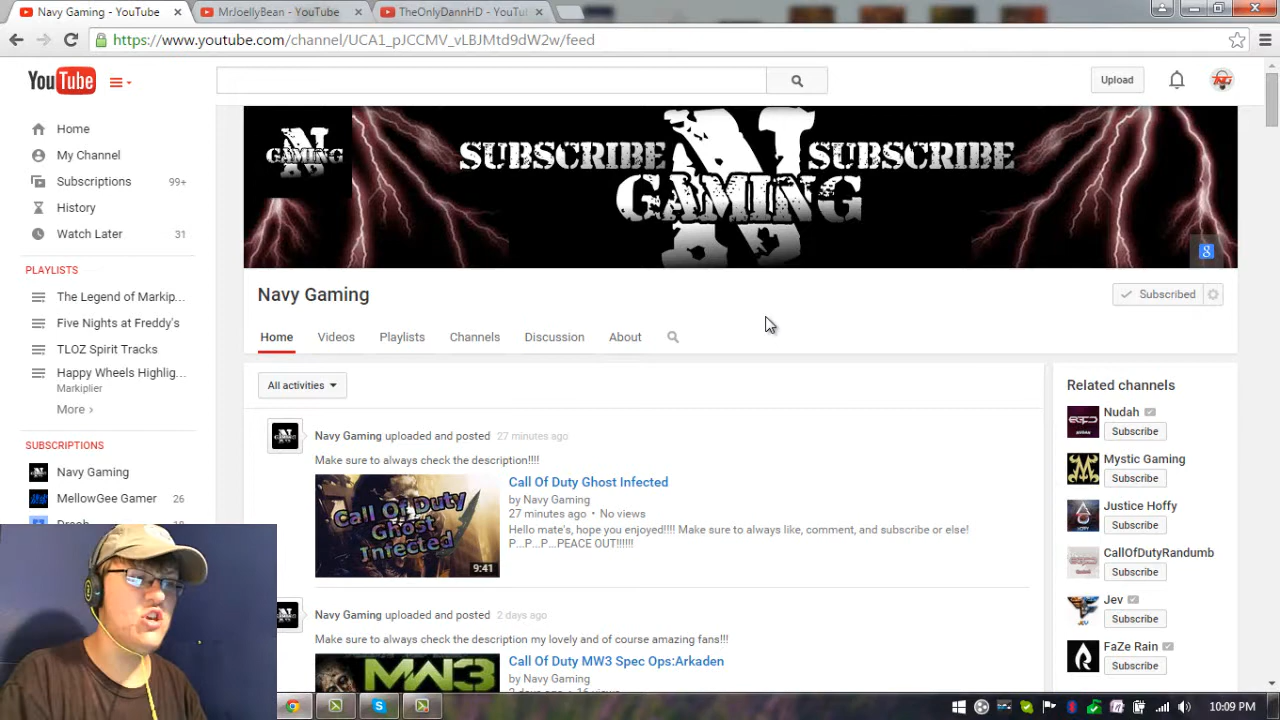 Navy Gaming - YouTube
MrJoellyBean - YouTube
TheOnlyDannHD - YouTu
https://www.youtube.com/channel/UCA1_pJCCMV_vLBJMtd9dW2w/feed
YouTube
Upload
Home
My Channel
Subscriptions 99+
History
Watch Later 31
PLAYLISTS
The Legend of Markip...
Five Nights at Freddy's
TLOZ Spirit Tracks
Happy Wheels Highlig...
Markiplier
More ›
SUBSCRIPTIONS
Navy Gaming
MellowGee Gamer 26
N GAMING
SUBSCRIBE N SUBSCRIBE
GAMING
Navy Gaming
Subscribed
Home Videos Playlists Channels Discussion About
All activities
Navy Gaming uploaded and posted 27 minutes ago
Make sure to always check the description!!!!
Call Of Duty
Ghost
Infected
9:41
Call Of Duty Ghost Infected
by Navy Gaming
27 minutes ago • No views
Hello mate's, hope you enjoyed!!!! Make sure to always like, comment, and subscribe or else!
P...P...P...PEACE OUT!!!!!!
Navy Gaming uploaded and posted 2 days ago
Make sure to always check the description my lovely and of course amazing fans!!!
MW3
Call Of Duty MW3 Spec Ops:Arkaden
by Navy Gaming
2 days ago • 16 views
Related channels
Nudah
Subscribe
Mystic Gaming
Subscribe
Justice Hoffy
Subscribe
CallOfDutyRandumb
Subscribe
Jev
Subscribe
FaZe Rain
Subscribe
10:09 PM